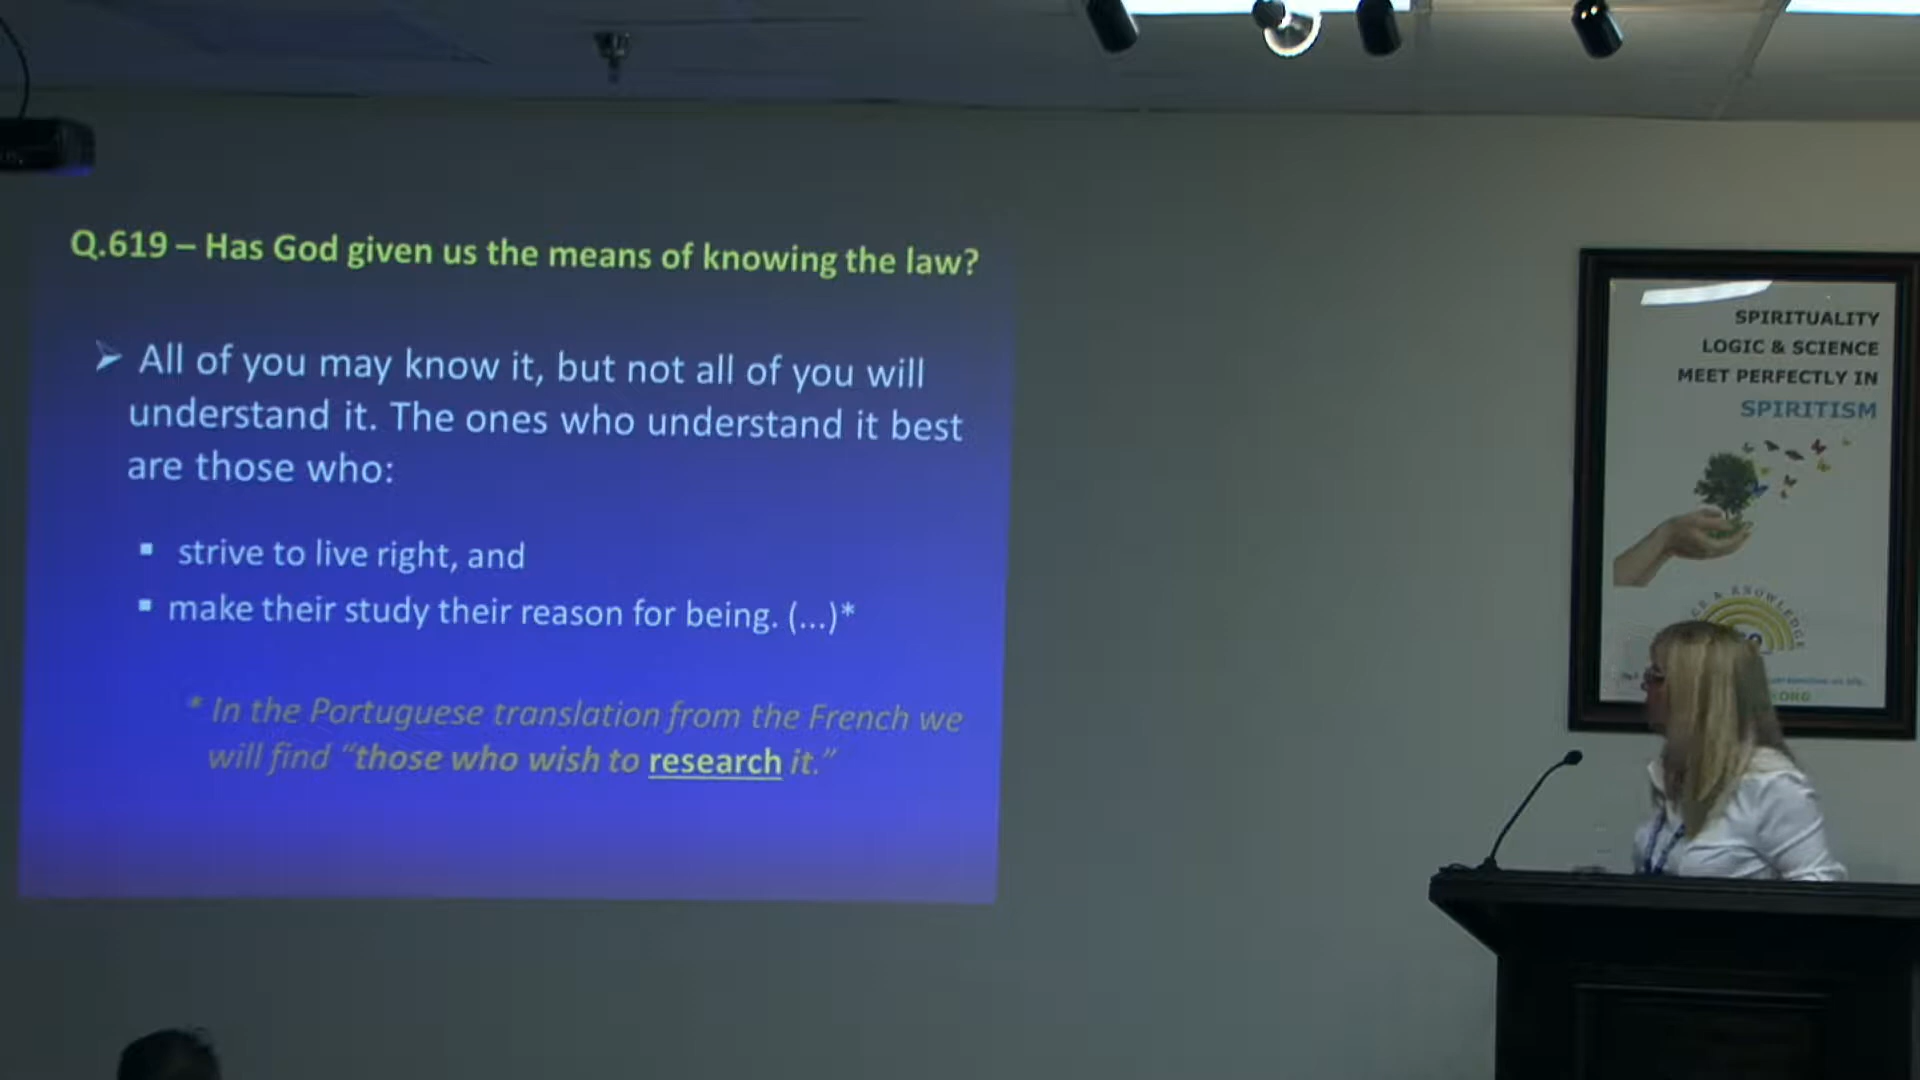 Q.619 – Has God given us the means of knowing the law?
➢ All of you may know it, but not all of you will
understand it. The ones who understand it best
are those who:
▪ strive to live right, and
▪ make their study their reason for being. (...)*
* In the Portuguese translation from the French we
will find “those who wish to research it.”
SPIRITUALITY
LOGIC & SCIENCE
MEET PERFECTLY IN
SPIRITISM
& KNOWLEDGE
ORG